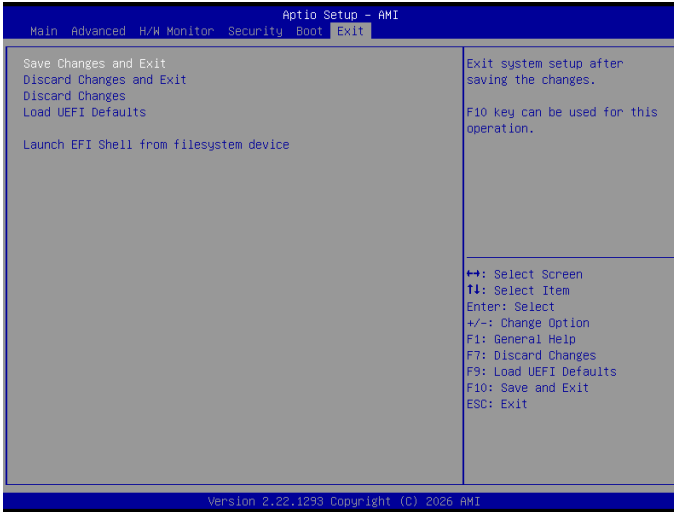 Aptio Setup – AMI
Main Advanced H/W Monitor Security Boot Exit
Save Changes and Exit
Discard Changes and Exit
Discard Changes
Load UEFI Defaults
Launch EFI Shell from filesystem device
Exit system setup after
saving the changes.
F10 key can be used for this
operation.
↔: Select Screen
↑↓: Select Item
Enter: Select
+/-: Change Option
F1: General Help
F7: Discard Changes
F9: Load UEFI Defaults
F10: Save and Exit
ESC: Exit
Version 2.22.1293 Copyright (C) 2026 AMI